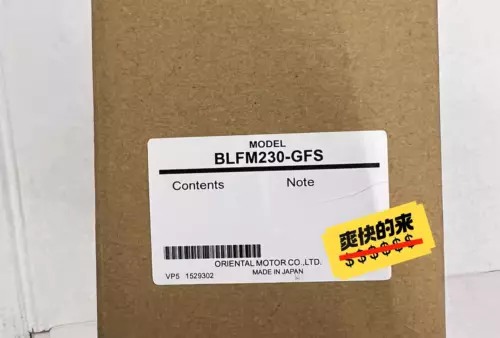 MODEL
BLFM230-GFS
Contents Note
爽快的来
$$$$$$
ORIENTAL MOTOR CO.,LTD.
VP5 1529302 MADE IN JAPAN